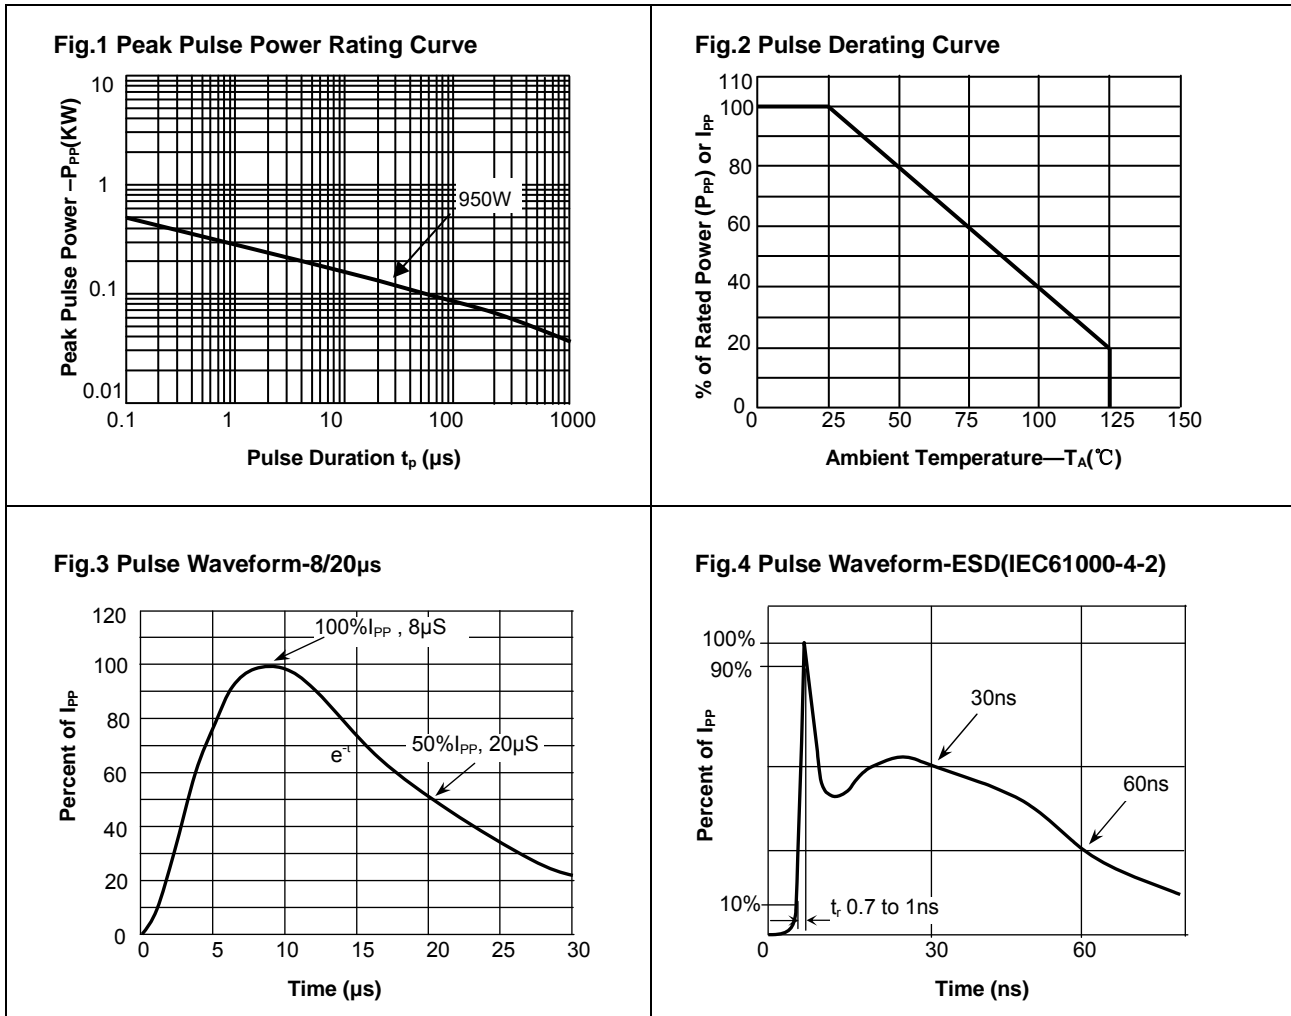 Fig.1 Peak Pulse Power Rating Curve
Peak Pulse Power –PPP(KW)
10
1
0.1
0.01
950W
0.1 1 10 100 1000
Pulse Duration tp (µs)
Fig.2 Pulse Derating Curve
% of Rated Power (PPP) or IPP
110
100
80
60
40
20
0
25 50 75 100 125 150
Ambient Temperature—TA(℃)
Fig.3 Pulse Waveform-8/20µs
Percent of IPP
120
100
80
60
40
20
0
100%IPP , 8µS
e-t
50%IPP, 20µS
0 5 10 15 20 25 30
Time (µs)
Fig.4 Pulse Waveform-ESD(IEC61000-4-2)
Percent of IPP
100%
90%
10%
30ns
60ns
tr 0.7 to 1ns
0 30 60
Time (ns)